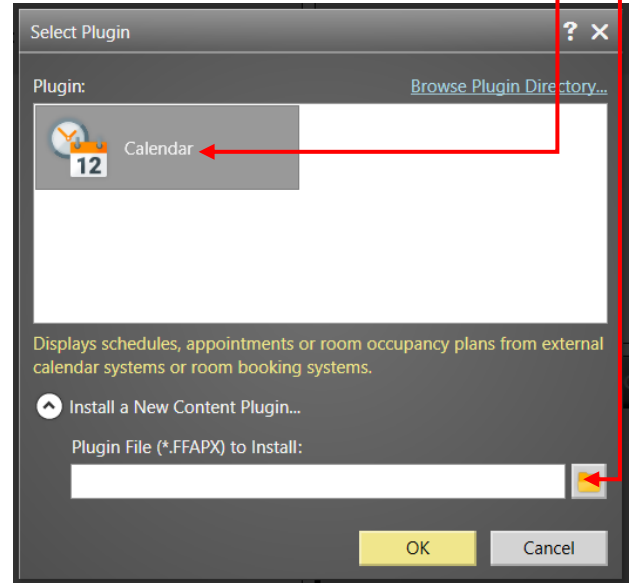 Select Plugin ? ×
Plugin: Browse Plugin Directory...
Calendar
12
Displays schedules, appointments or room occupancy plans from external
calendar systems or room booking systems.
Install a New Content Plugin...
Plugin File (*.FFAPX) to Install:
OK Cancel